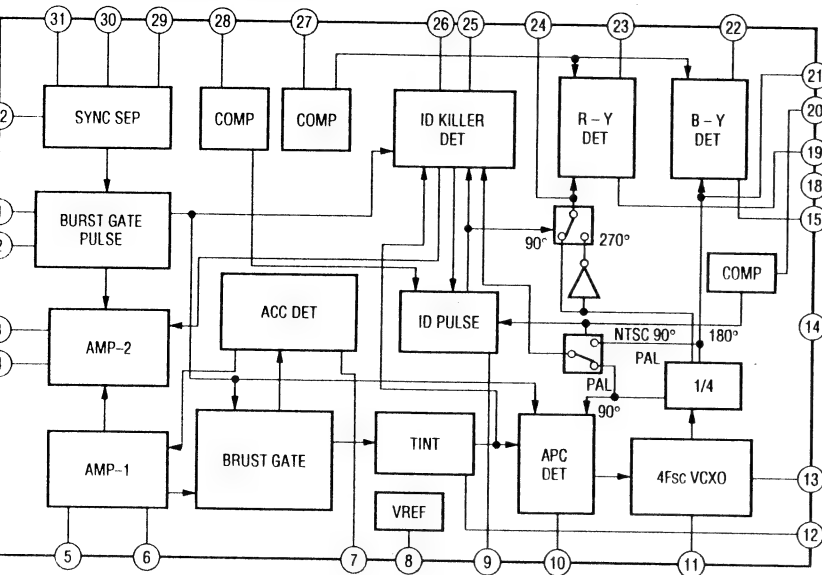 31
30
29
28
27
26
25
24
23
22
21
20
19
18
15
14
13
12
SYNC SEP
COMP
COMP
ID KILLER
DET
R – Y
DET
B – Y
DET
2
BURST GATE
PULSE
2
90°
270°
COMP
ACC DET
ID PULSE
NTSC 90°
180°
AMP-2
PAL
PAL
90°
1/4
AMP-1
BRUST GATE
TINT
APC
DET
4FSC VCXO
VREF
5
6
7
8
9
10
11